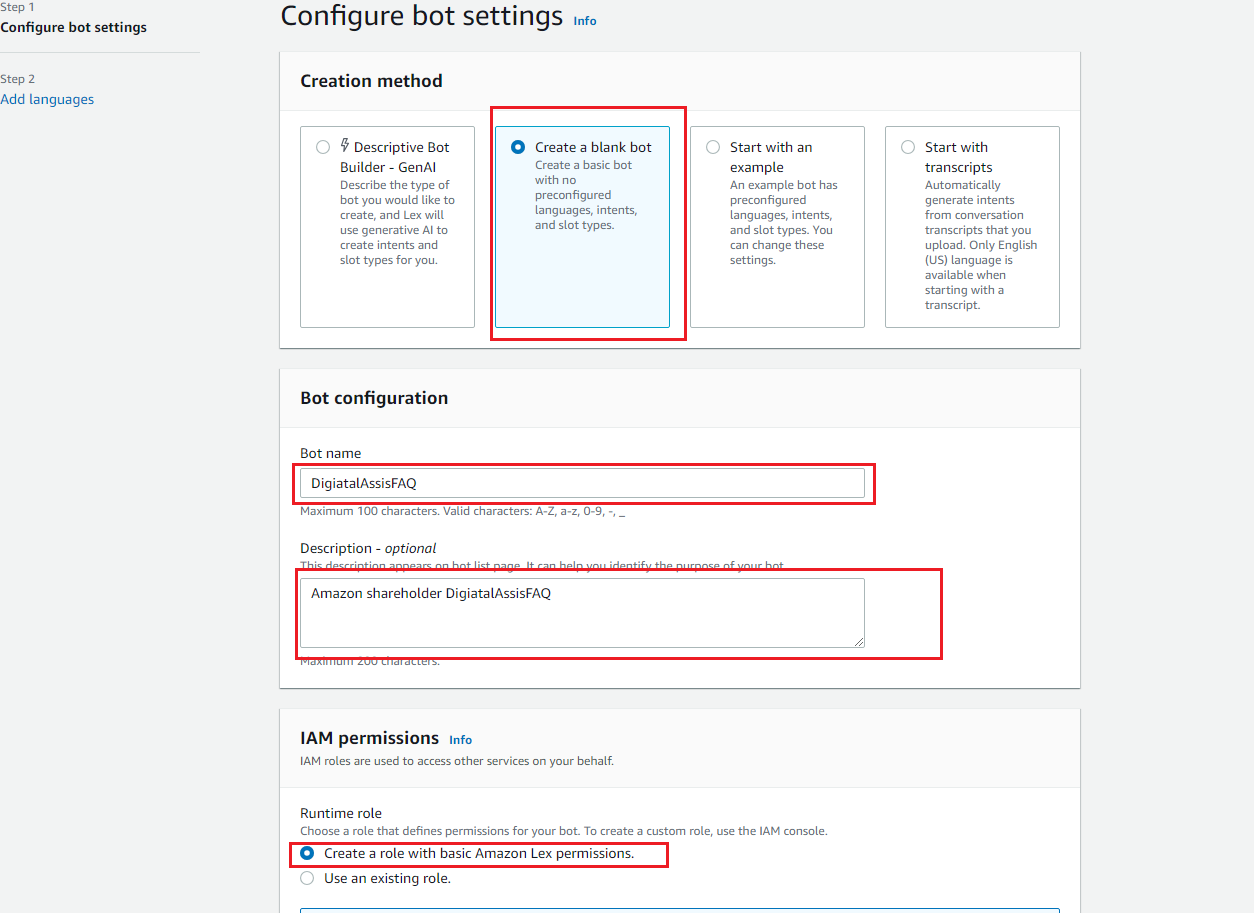 Step 1
Configure bot settings
Step 2
Add languages
Configure bot settings Info
Creation method
Descriptive Bot
Builder - GenAI
Describe the type of
bot you would like to
create, and Lex will
use generative AI to
create intents and
slot types for you.
Create a blank bot
Create a basic bot
with no
preconfigured
languages, intents,
and slot types.
Start with an
example
An example bot has
preconfigured
languages, intents,
and slot types. You
can change these
settings.
Start with
transcripts
Automatically
generate intents
from conversation
transcripts that you
upload. Only English
(US) language is
available when
starting with a
transcript.
Bot configuration
Bot name
DigiatalAssisFAQ
Maximum 100 characters. Valid characters: A-Z, a-z, 0-9, -, _
Description - optional
This description appears on bot list page. It can help you identify the purpose of your bot.
Amazon shareholder DigiatalAssisFAQ
Maximum 200 characters.
IAM permissions Info
IAM roles are used to access other services on your behalf.
Runtime role
Choose a role that defines permissions for your bot. To create a custom role, use the IAM console.
Create a role with basic Amazon Lex permissions.
Use an existing role.